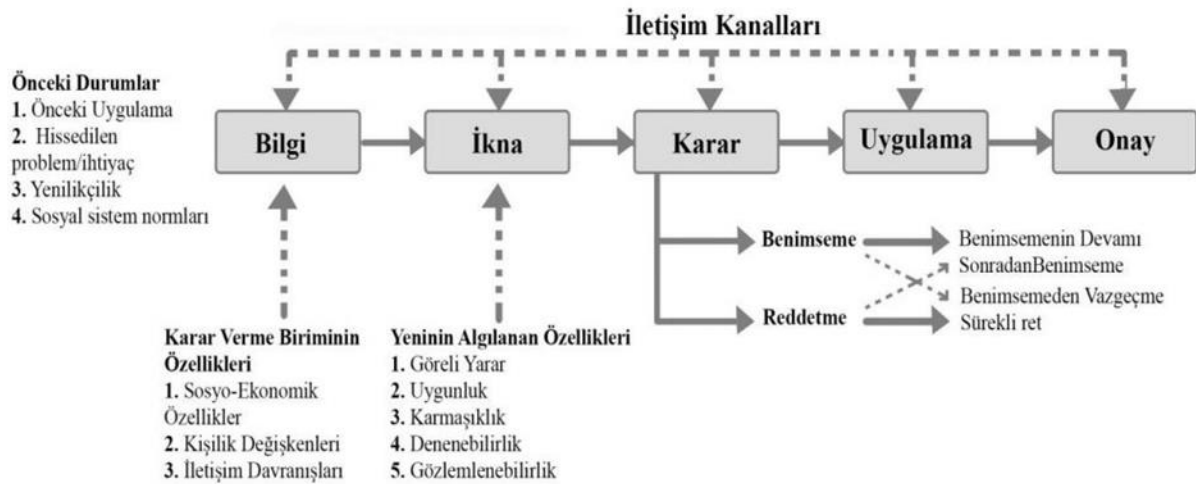 İletişim Kanalları
Önceki Durumlar
1. Önceki Uygulama
2. Hissedilen
problem/ihtiyaç
3. Yenilikçilik
4. Sosyal sistem normları
Bilgi
İkna
Karar
Uygulama
Onay
Benimseme
Reddetme
Benimsemenin Devamı
SonradanBenimseme
Benimsemeden Vazgeçme
Sürekli ret
Karar Verme Biriminin
Özellikleri
1. Sosyo-Ekonomik
Özellikler
2. Kişilik Değişkenleri
3. İletişim Davranışları
Yeninin Algılanan Özellikleri
1. Göreli Yarar
2. Uygunluk
3. Karmaşıklık
4. Denenebilirlik
5. Gözlemlenebilirlik